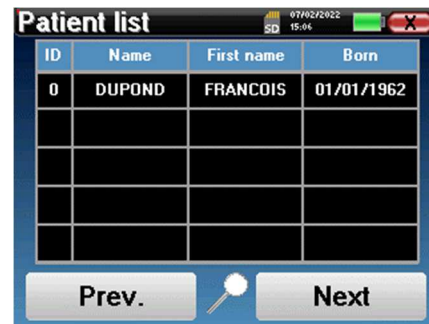 Patient list
SD
07/02/2022
15:06
X
ID Name First name Born
0 DUPOND FRANCOIS 01/01/1962
Prev. Next